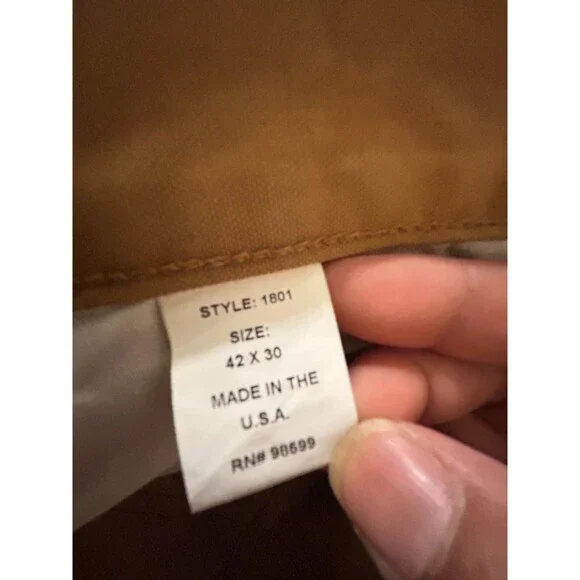 STYLE: 1801
SIZE:
42 X 30
MADE IN THE
U.S.A.
RN# 98699